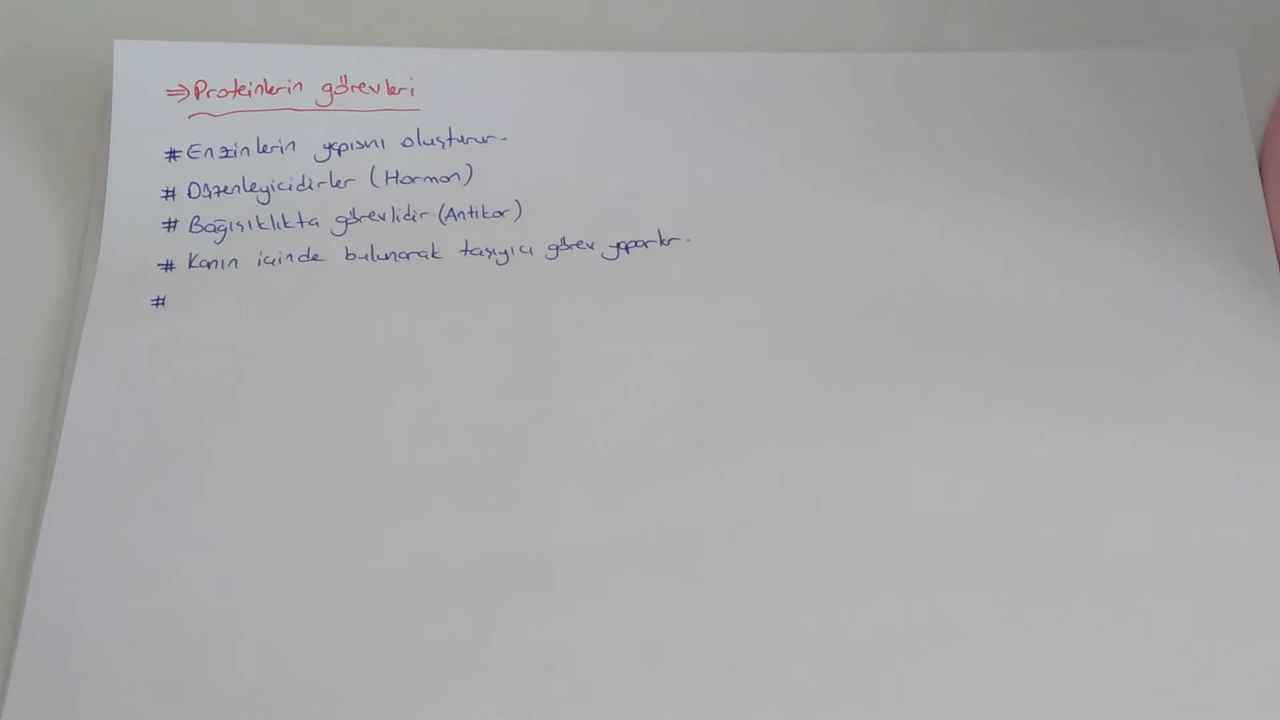 ⇒ Proteinlerin görevleri
# Enzimlerin yapısını oluşturur.
# Düzenleyicidirler (Hormon)
# Bağışıklıkta görevlidir (Antikor)
# Kanın içinde bulunarak taşıyıcı görev yaparlar.
#